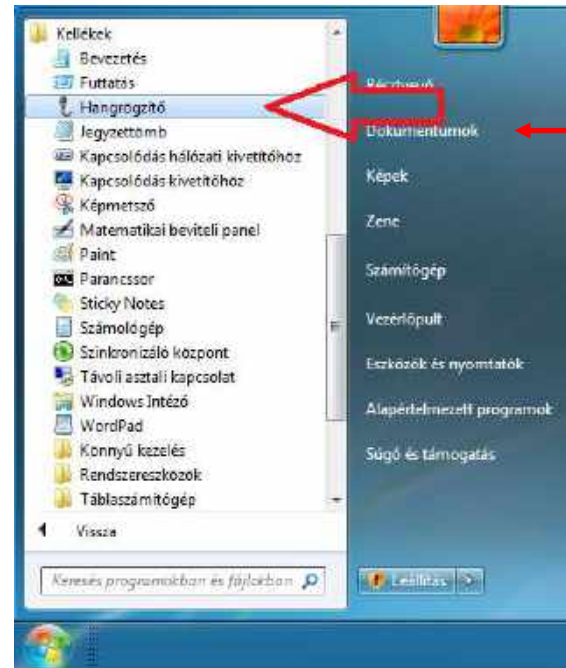 Kellékek
Bevezetés
Futtatás
Hangrögzítő
Jegyzettömb
Kapcsolódás hálózati kivetítőhöz
Kapcsolódás kivetítőhöz
Képmetsző
Matematikai beviteli panel
Paint
Parancssor
Sticky Notes
Számológép
Szinkronizáló központ
Távoli asztali kapcsolat
Windows Intéző
WordPad
Könnyű kezelés
Rendszereszközök
Táblaszámítógép
Vissza
Keresés programokban és fájlokban
Résztvevő
Dokumentumok
Képek
Zene
Számítógép
Vezérlőpult
Eszközök és nyomtatók
Alapértelmezett programok
Súgó és támogatás
Leállítás